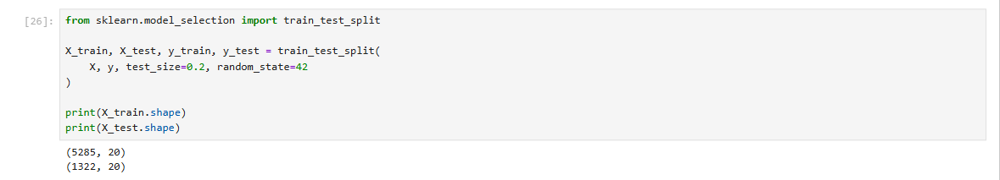 [26]: from sklearn.model_selection import train_test_split
X_train, X_test, y_train, y_test = train_test_split(
    X, y, test_size=0.2, random_state=42
)
print(X_train.shape)
print(X_test.shape)
(5285, 20)
(1322, 20)